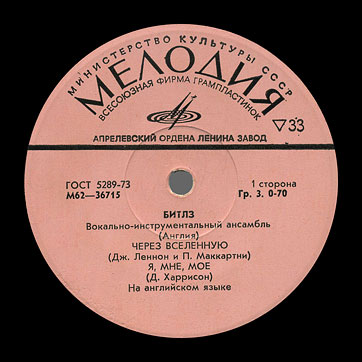 МИНИСТЕРСТВО КУЛЬТУРЫ СССР
МЕЛОДИЯ
ВСЕСОЮЗНАЯ ФИРМА ГРАМПЛАСТИНОК
▽33
АПРЕЛЕВСКИЙ ОРДЕНА ЛЕНИНА ЗАВОД
ГОСТ 5289-73
М62—36715
1 сторона
Гр. 3. 0-70
БИТЛЗ
Вокально-инструментальный ансамбль
(Англия)
ЧЕРЕЗ ВСЕЛЕННУЮ
(Дж. Леннон и П. Маккартни)
Я, МНЕ, МОЕ
(Д. Харрисон)
На английском языке